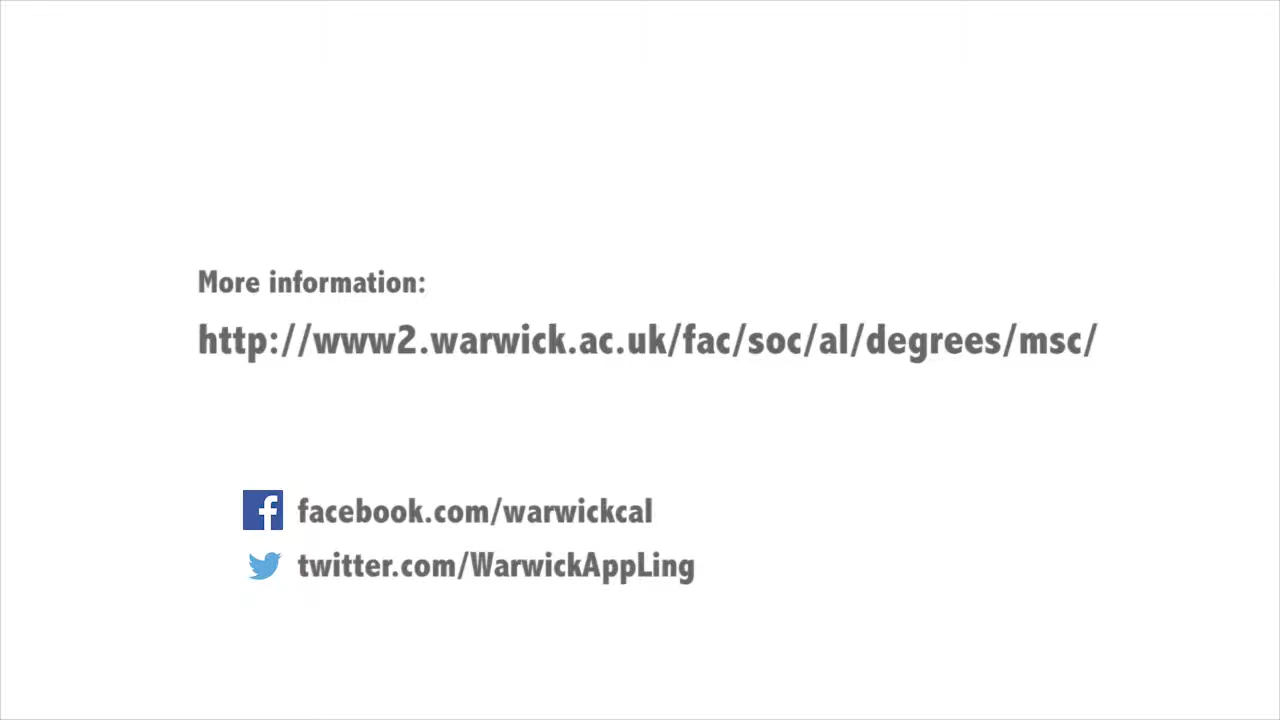 More information:
http://www2.warwick.ac.uk/fac/soc/al/degrees/msc/
facebook.com/warwickcal
twitter.com/WarwickAppLing